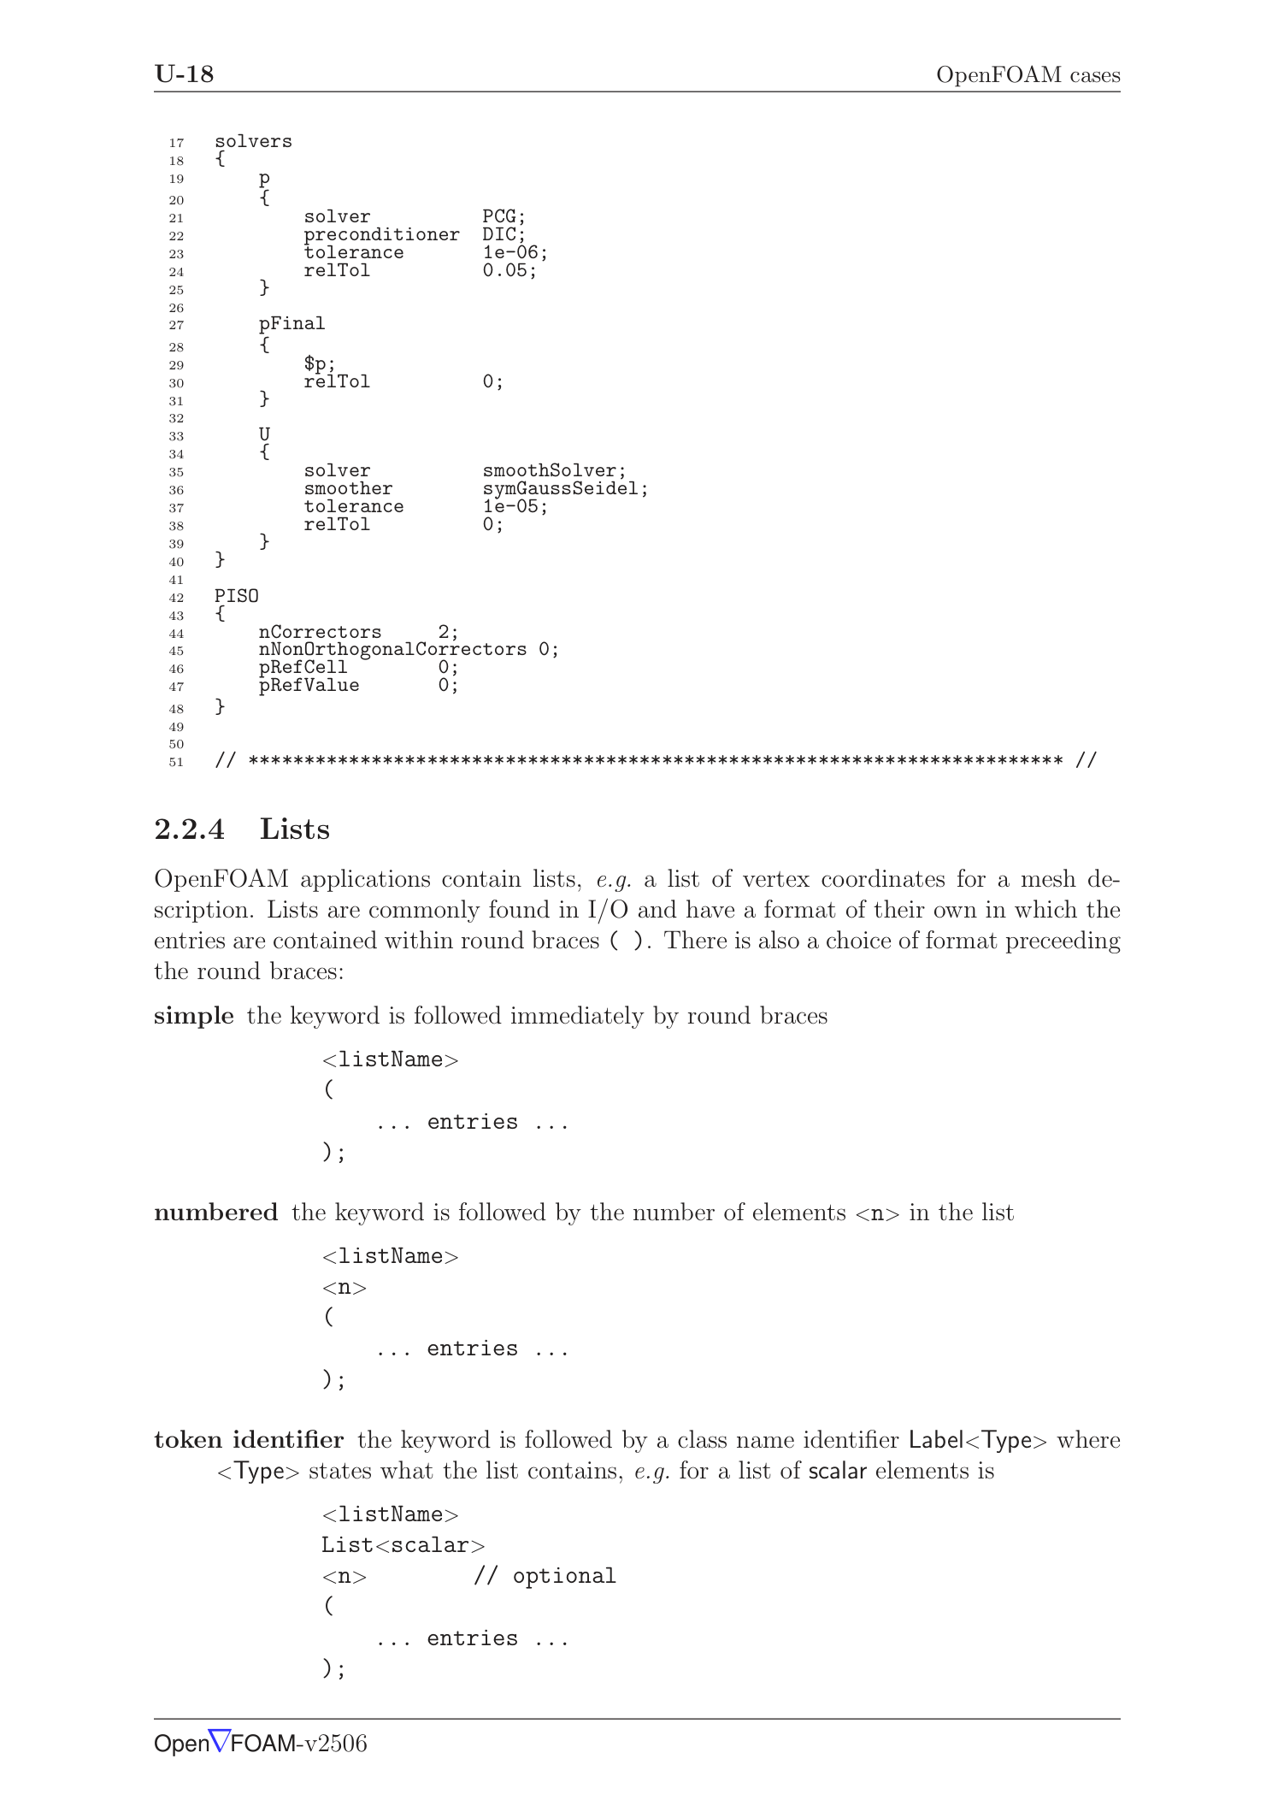 U-18 OpenFOAM cases
17 solvers
18 {
19     p
20     {
21         solver          PCG;
22         preconditioner  DIC;
23         tolerance       1e-06;
24         relTol          0.05;
25     }
26
27     pFinal
28     {
29         $p;
30         relTol          0;
31     }
32
33     U
34     {
35         solver          smoothSolver;
36         smoother        symGaussSeidel;
37         tolerance       1e-05;
38         relTol          0;
39     }
40 }
41
42 PISO
43 {
44     nCorrectors     2;
45     nNonOrthogonalCorrectors 0;
46     pRefCell        0;
47     pRefValue       0;
48 }
49
50
51 // ************************************************************************* //
2.2.4 Lists
OpenFOAM applications contain lists, e.g. a list of vertex coordinates for a mesh de-
scription. Lists are commonly found in I/O and have a format of their own in which the
entries are contained within round braces ( ). There is also a choice of format preceeding
the round braces:
simple the keyword is followed immediately by round braces
<listName>
(
    ... entries ...
);
numbered the keyword is followed by the number of elements <n> in the list
<listName>
<n>
(
    ... entries ...
);
token identifier the keyword is followed by a class name identifier Label<Type> where
<Type> states what the list contains, e.g. for a list of scalar elements is
<listName>
List<scalar>
<n>         // optional
(
    ... entries ...
);
Open∇FOAM-v2506